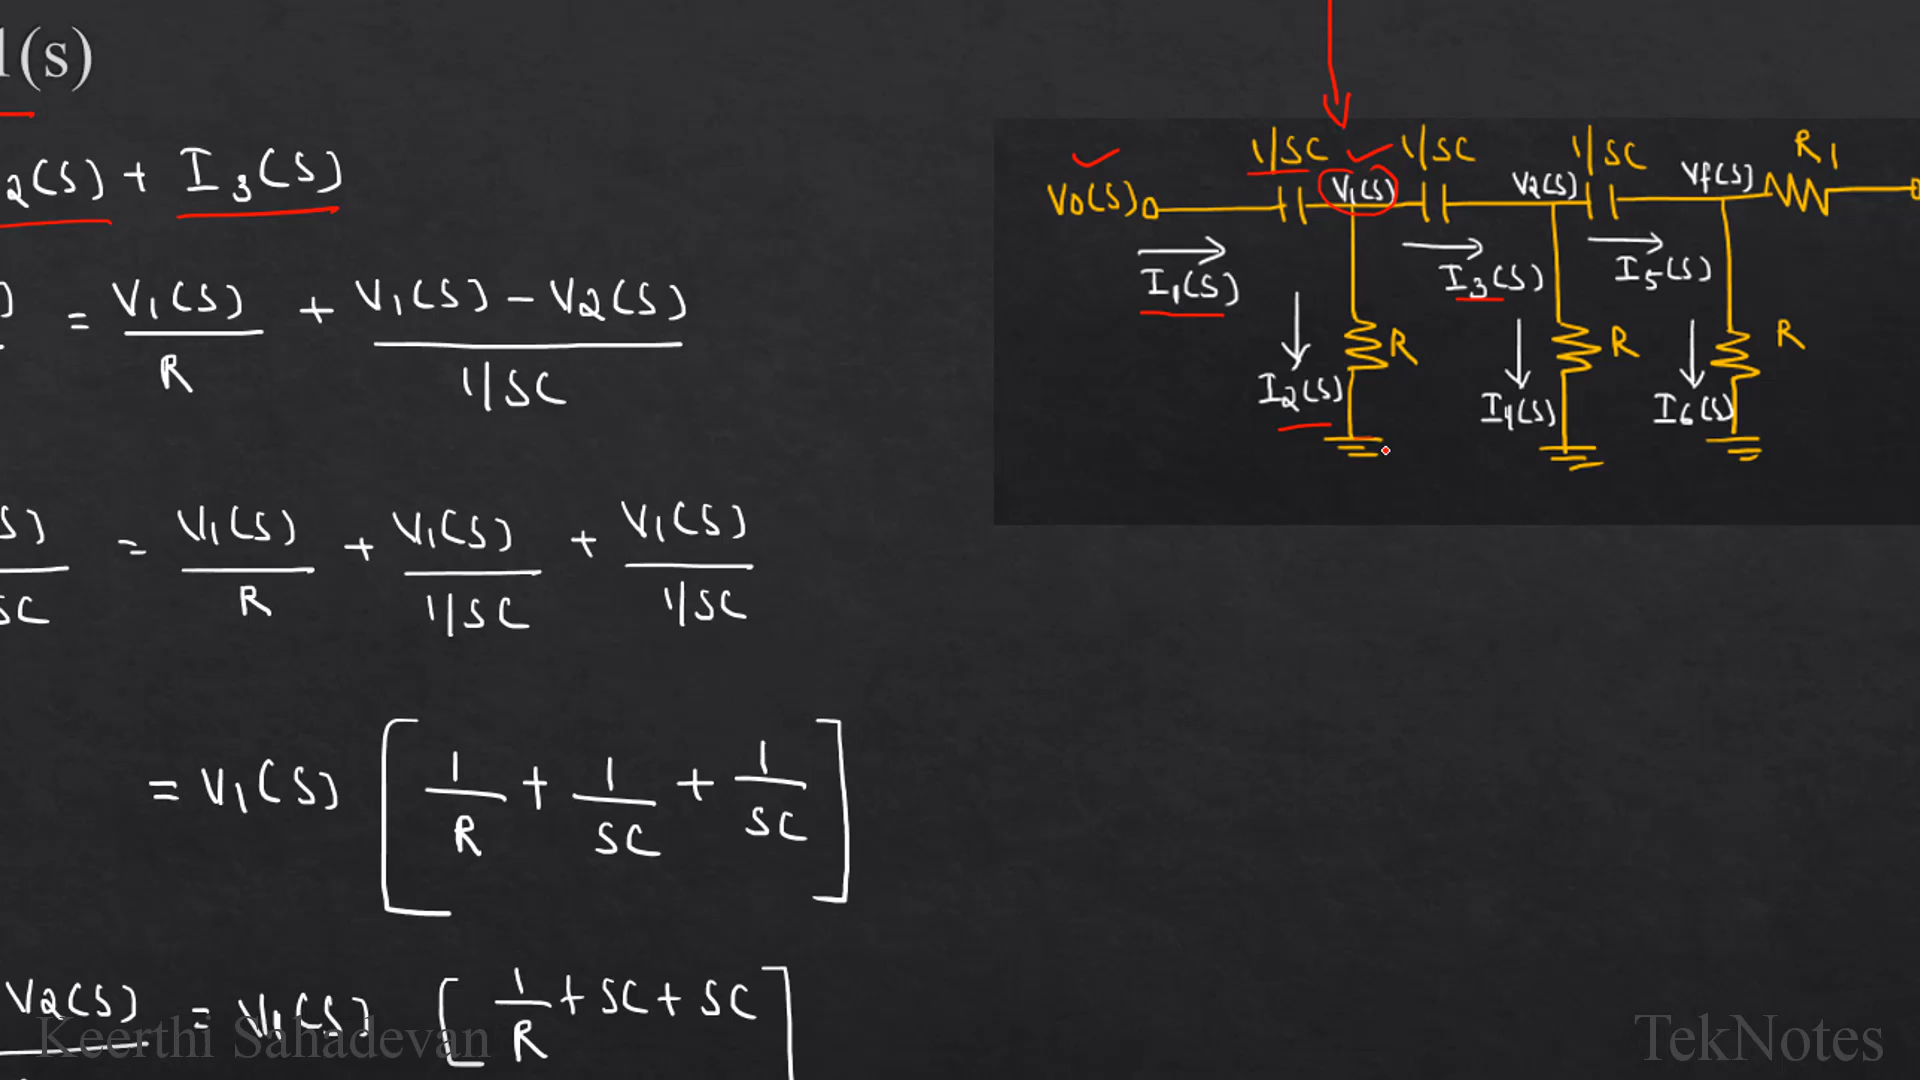 1(s)
2(S) + I3(S)
) = V1(S)/R + V1(S) - V2(S)/1/SC
S)/SC = V1(S)/R + V1(S)/1/SC + V1(S)/1/SC
= V1(S) [ 1/R + 1/SC + 1/SC ]
V2(S) = V1(S) [ 1/R + SC + SC ]
1/SC 1/SC 1/SC R1
V0(S) V1(S) V2(S) Vf(S)
I1(S) I3(S) I5(S)
R R R
I2(S) I4(S) I6(S)
Keerthi Sahadevan
TekNotes